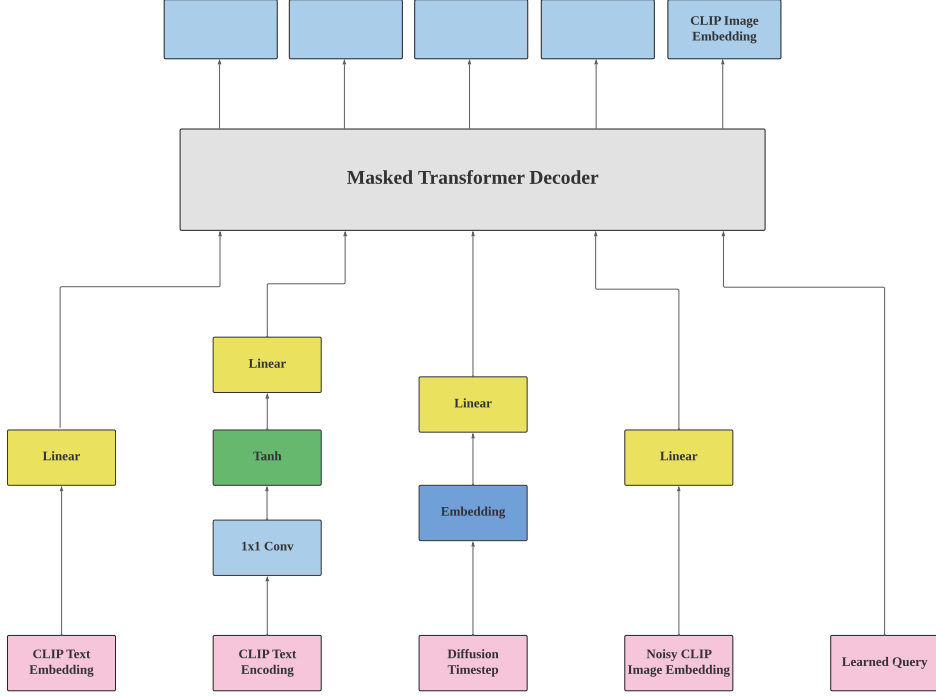 CLIP Image
Embedding
Masked Transformer Decoder
Linear
Linear
Linear
Tanh
Linear
Embedding
1x1 Conv
CLIP Text
Embedding
CLIP Text
Encoding
Diffusion
Timestep
Noisy CLIP
Image Embedding
Learned Query